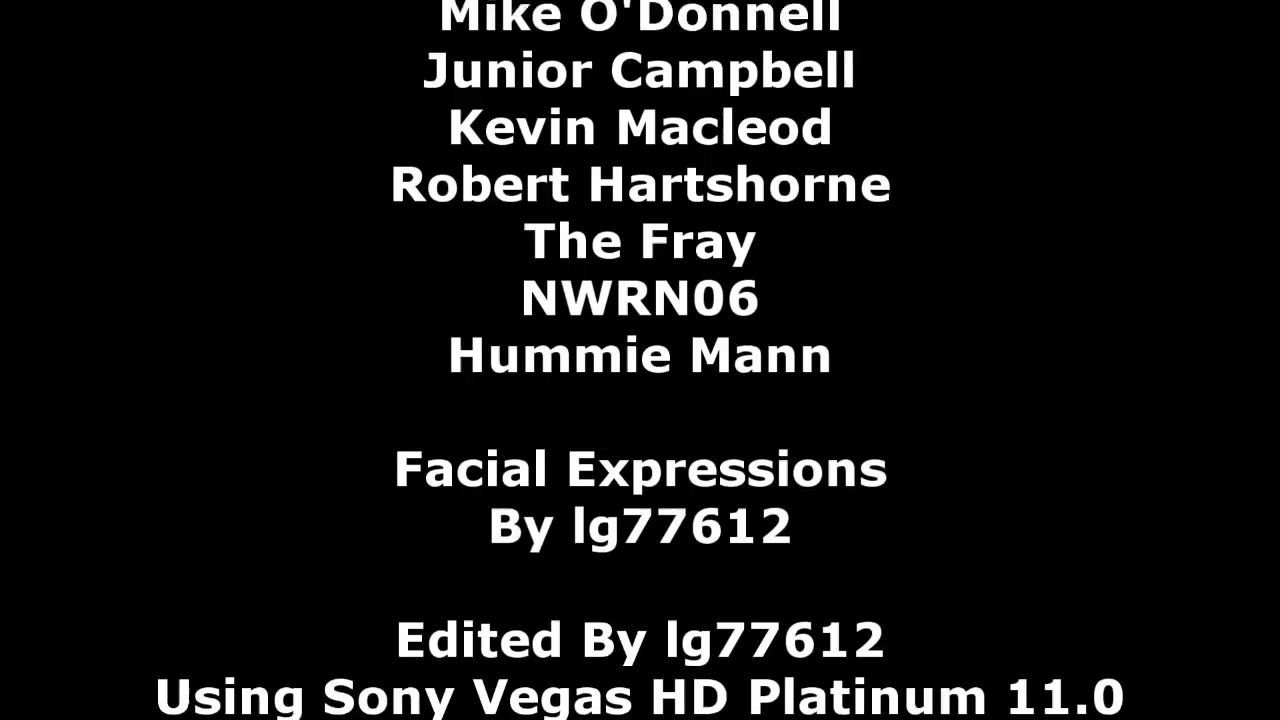 Mike O'Donnell
Junior Campbell
Kevin Macleod
Robert Hartshorne
The Fray
NWRN06
Hummie Mann
Facial Expressions
By lg77612
Edited By lg77612
Using Sony Vegas HD Platinum 11.0